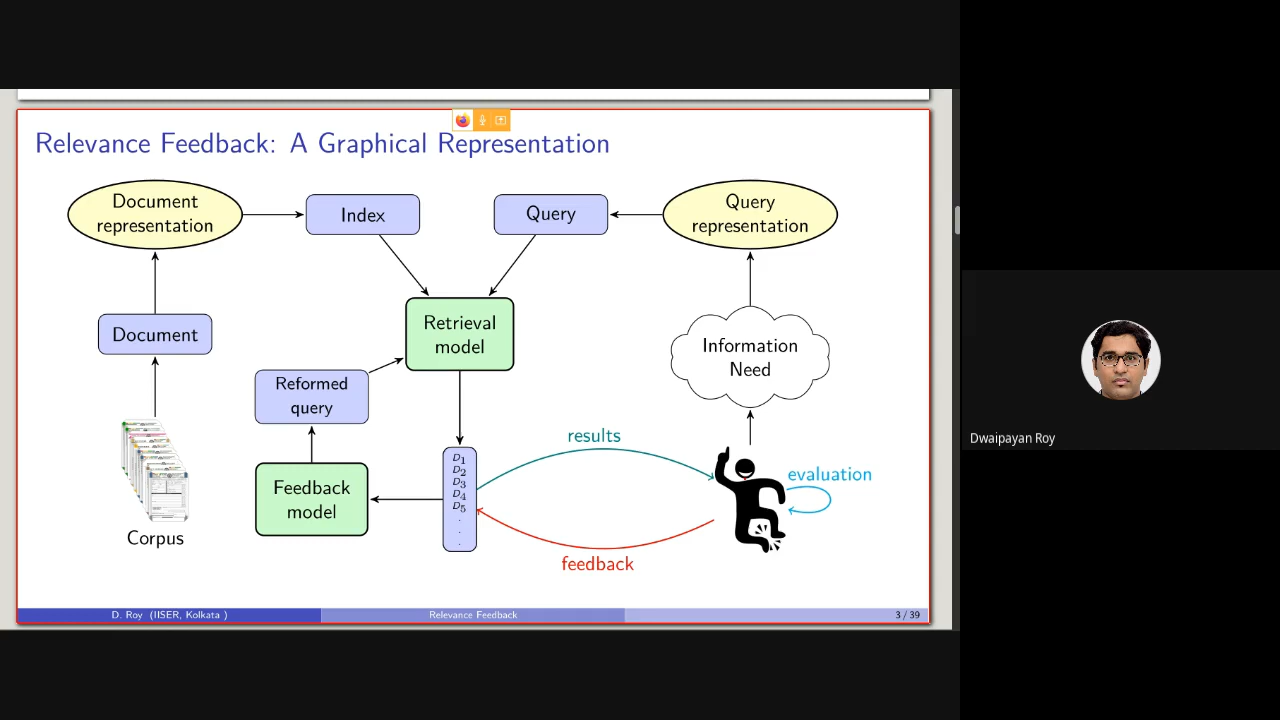 Relevance Feedback: A Graphical Representation
Document
representation
Index
Query
Query
representation
Document
Retrieval
model
Information
Need
Reformed
query
results
D1
D2
D3
D4
D5
.
.
.
Feedback
model
evaluation
feedback
Corpus
Dwaipayan Roy
D. Roy (IISER, Kolkata )
Relevance Feedback
3 / 39